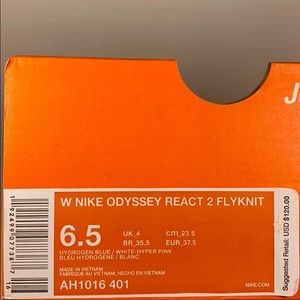 J
W NIKE ODYSSEY REACT 2 FLYKNIT
6.5
UK_4
cm_23.5
BR_35.5
EUR_37.5
HYDROGEN BLUE / WHITE-HYPER PINK
BLEU HYDROGENE / BLANC
MADE IN VIETNAM
FABRIQUE AU VIETNAM_HECHO EN VIETNAM
AH1016 401
NIKE.COM
Suggested Retail: USD $120.00